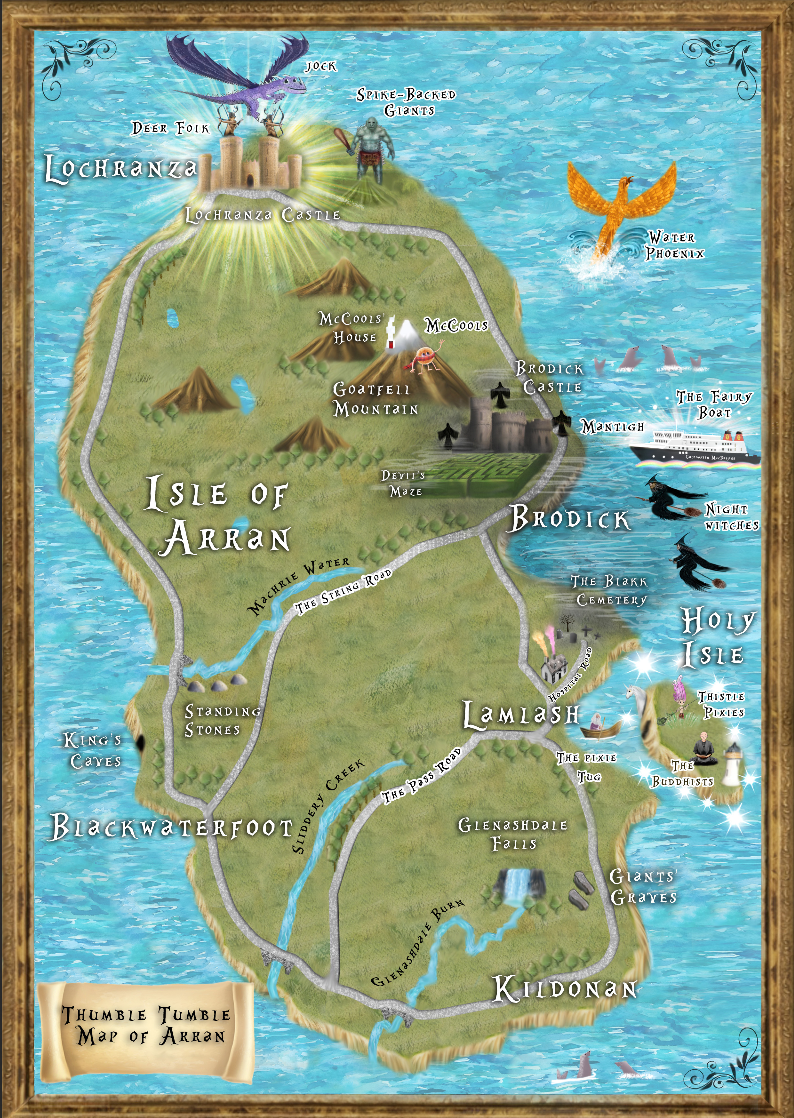 Jock
Spike-Backed
Giants
Deer Folk
Lochranza
Lochranza Castle
Water
Phoenix
McCools'
House
McCools
Goatfell
Mountain
Brodick
Castle
The Fairy
Boat
Mantigh
Devil's
Maze
Isle of
Arran
Brodick
Night
witches
Machrie Water
The String Road
The Blakk
Cemetery
Holy
Isle
Hospital Road
Standing
Stones
Lamlash
Thistle
Pixies
King's
Caves
The Pass Road
The pixie
Tug
The
Buddhists
Blackwaterfoot
Sliddery Creek
Glenashdale
Falls
Giants'
Graves
Glenashdale Burn
Kildonan
Thumble Tumble
Map of Arran